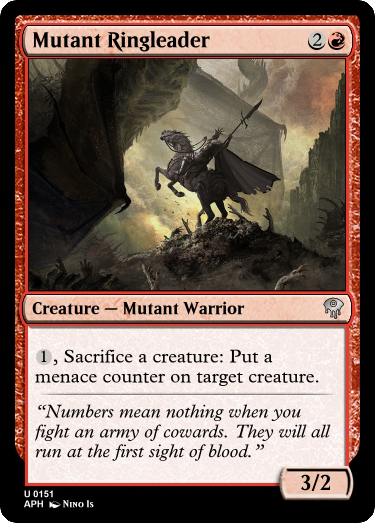 Mutant Ringleader 2
Creature — Mutant Warrior
1, Sacrifice a creature: Put a
menace counter on target creature.
“Numbers mean nothing when you
fight an army of cowards. They will all
run at the first sight of blood.”
3/2
U 0151
APH Nino Is